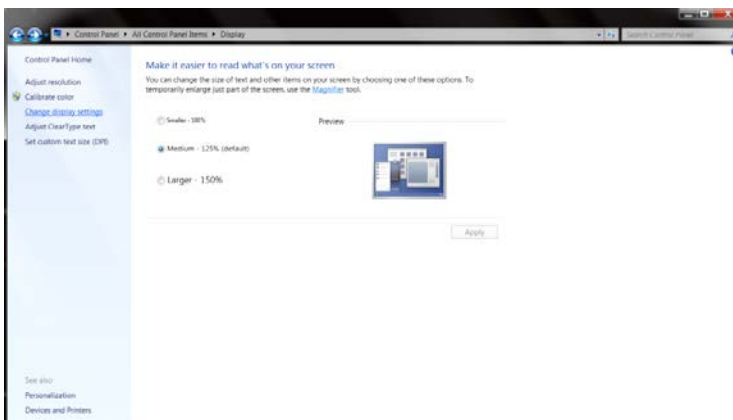 Control Panel ▸ All Control Panel Items ▸ Display
Search Control Panel
Control Panel Home
Adjust resolution
Calibrate color
Change display settings
Adjust ClearType text
Set custom text size (DPI)
Make it easier to read what's on your screen
You can change the size of text and other items on your screen by choosing one of these options. To
temporarily enlarge just part of the screen, use the Magnifier tool.
Smaller - 100%
Preview
Medium - 125% (default)
Larger - 150%
Apply
See also
Personalization
Devices and Printers